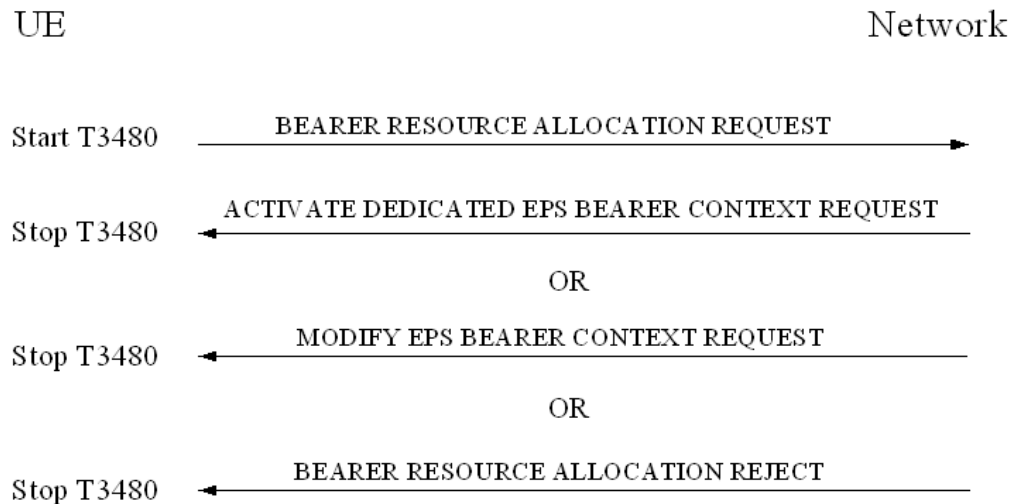 UE Network
Start T3480 BEARER RESOURCE ALLOCATION REQUEST
Stop T3480 ACTIVATE DEDICATED EPS BEARER CONTEXT REQUEST
OR
Stop T3480 MODIFY EPS BEARER CONTEXT REQUEST
OR
Stop T3480 BEARER RESOURCE ALLOCATION REJECT